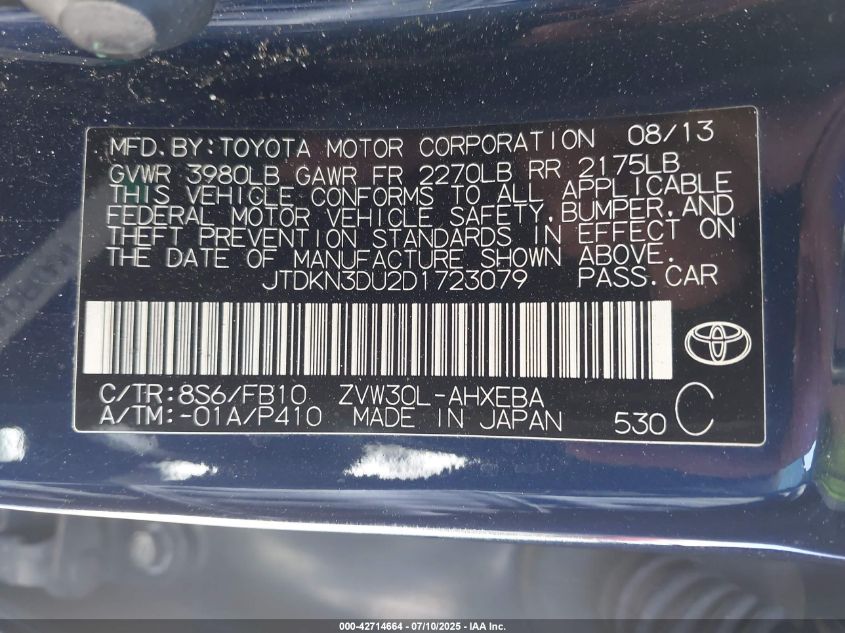 MFD. BY: TOYOTA MOTOR CORPORATION 08/13
GVWR 3980LB GAWR FR 2270LB RR 2175LB
THIS VEHICLE CONFORMS TO ALL APPLICABLE
FEDERAL MOTOR VEHICLE SAFETY, BUMPER, AND
THEFT PREVENTION STANDARDS IN EFFECT ON
THE DATE OF MANUFACTURE SHOWN ABOVE.
JTDKN3DU2D1723079 PASS. CAR
C/TR: 8S6/FB10 ZVW30L-AHXEBA
A/TM: -01A/P410 MADE IN JAPAN 530 C
000-42714664 - 07/10/2025 - IAA Inc.